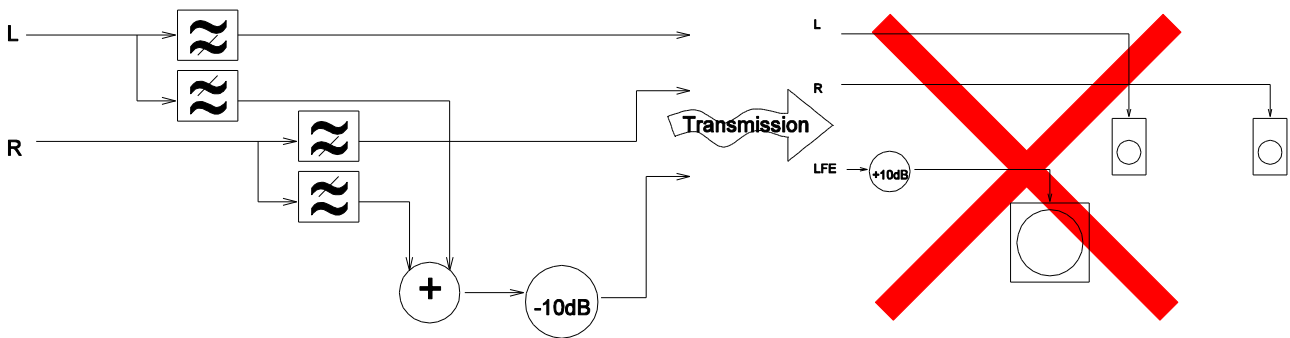 L
R
+
-10dB
Transmission
L
R
LFE
+10dB